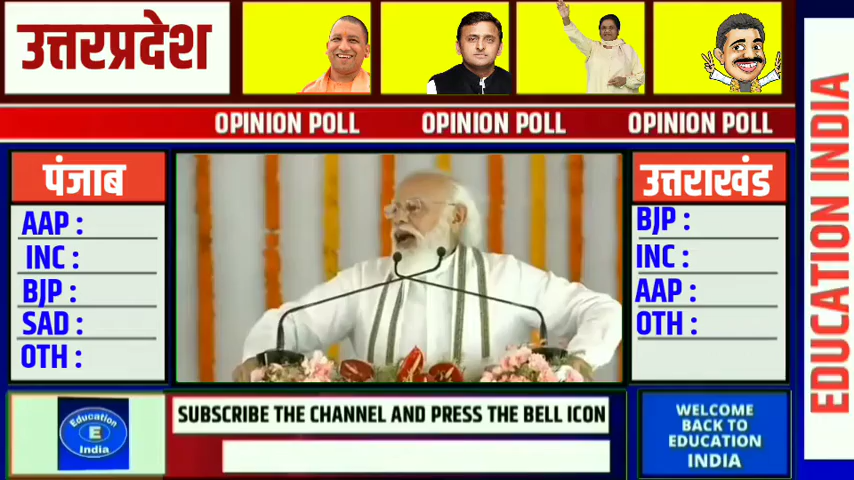 उत्तरप्रदेश
OPINION POLL OPINION POLL OPINION POLL
पंजाब
AAP :
INC :
BJP :
SAD :
OTH :
उत्तराखंड
BJP :
INC :
AAP :
OTH :
EDUCATION INDIA
Education
E
India
SUBSCRIBE THE CHANNEL AND PRESS THE BELL ICON
WELCOME
BACK TO
EDUCATION
INDIA